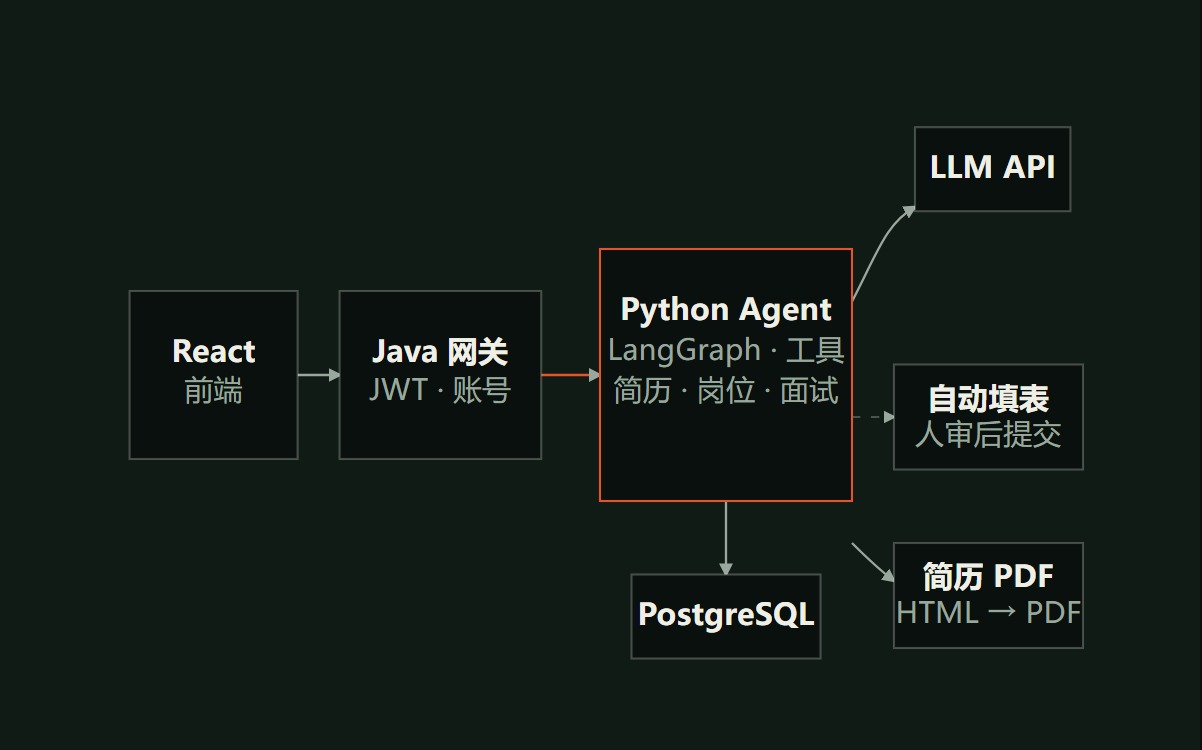 React
前端
Java 网关
JWT · 账号
Python Agent
LangGraph · 工具
简历 · 岗位 · 面试
LLM API
自动填表
人审后提交
PostgreSQL
简历 PDF
HTML → PDF